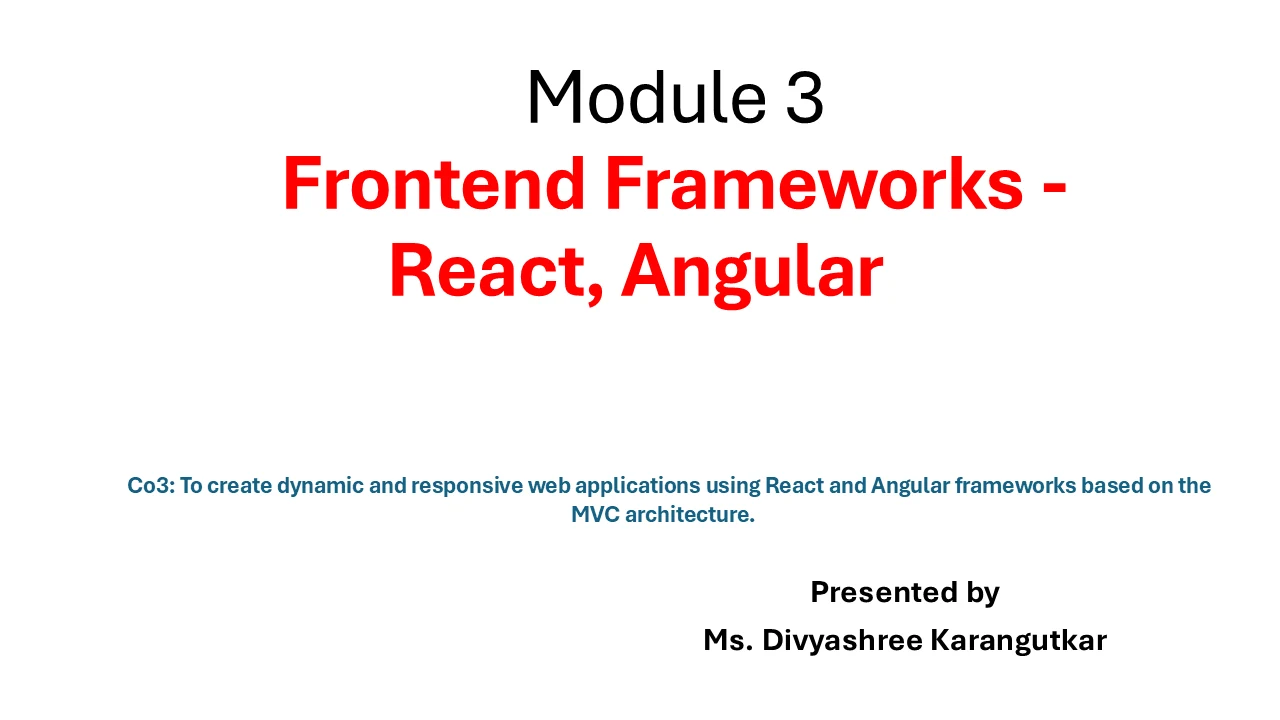 Module 3
Frontend Frameworks -
React, Angular
Co3: To create dynamic and responsive web applications using React and Angular frameworks based on the
MVC architecture.
Presented by
Ms. Divyashree Karangutkar